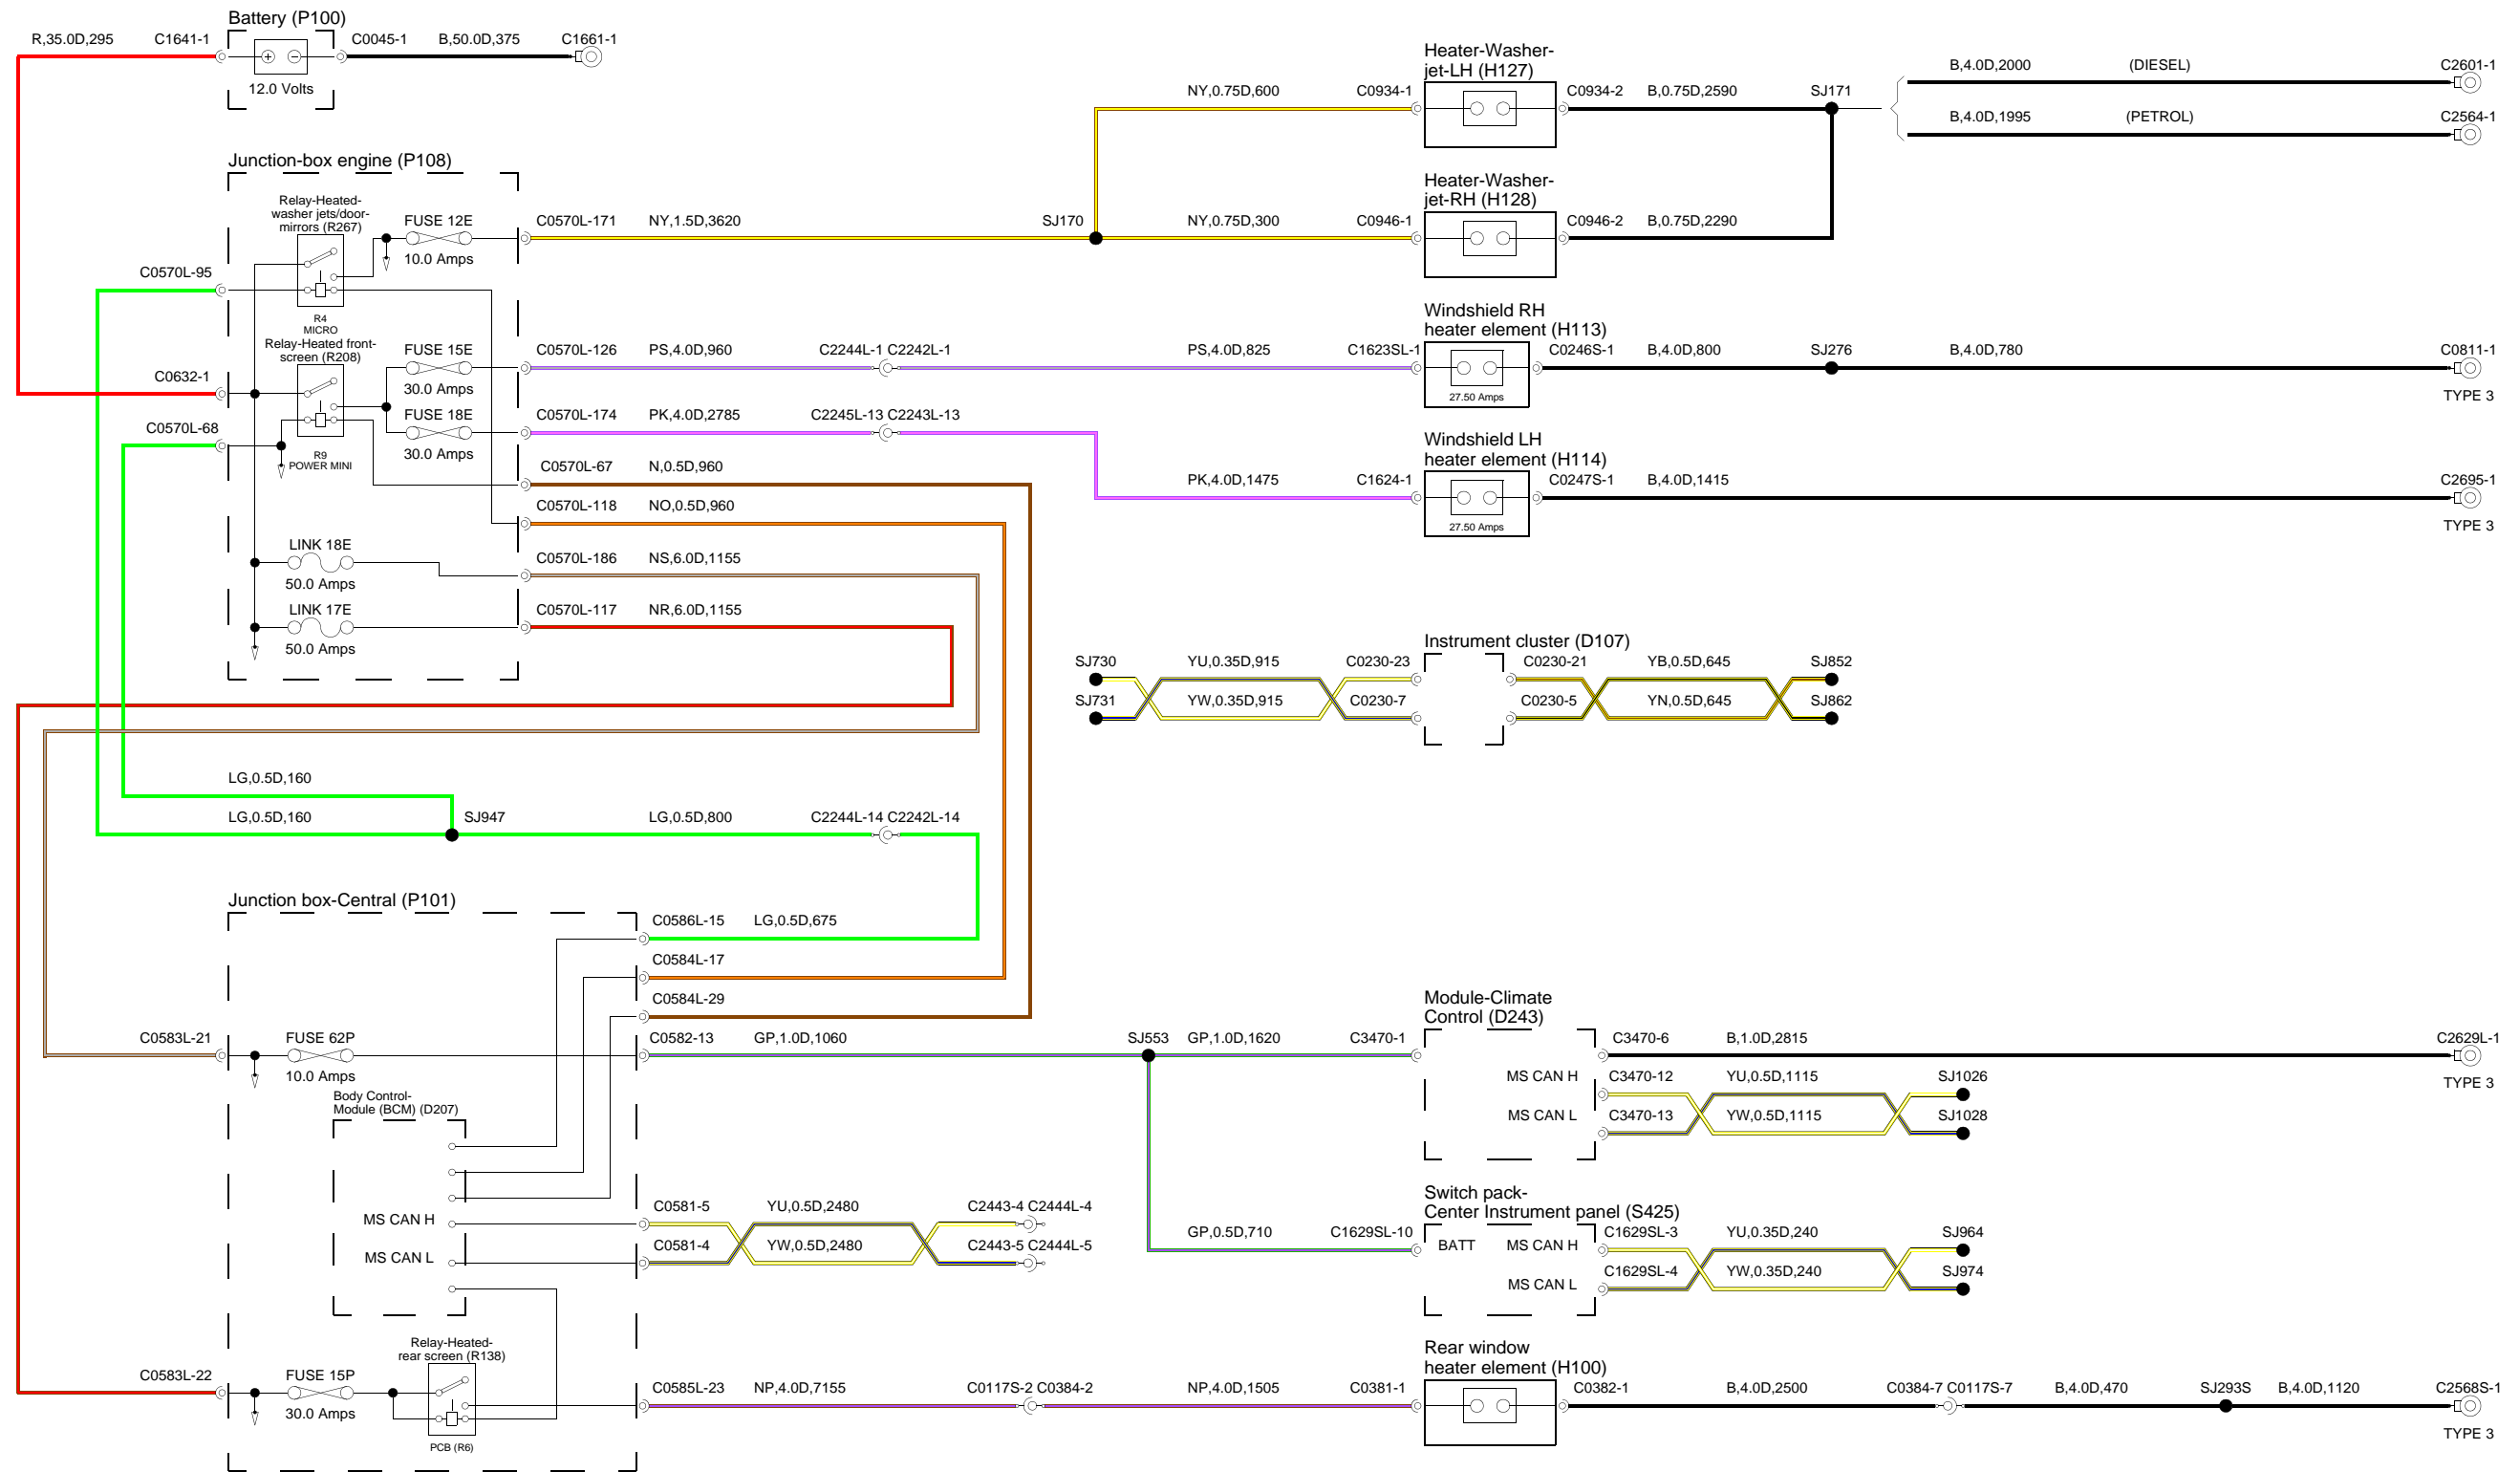 Battery (P100)
R,35.0D,295
C1641-1
C0045-1
B,50.0D,375
C1661-1
12.0 Volts
Heater-Washer-
jet-LH (H127)
NY,0.75D,600
C0934-1
C0934-2
B,0.75D,2590
SJ171
B,4.0D,2000
(DIESEL)
C2601-1
B,4.0D,1995
(PETROL)
C2564-1
Junction-box engine (P108)
Relay-Heated-
washer jets/door-
mirrors (R267)
FUSE 12E
10.0 Amps
C0570L-171
NY,1.5D,3620
SJ170
NY,0.75D,300
C0946-1
Heater-Washer-
jet-RH (H128)
C0946-2
B,0.75D,2290
C0570L-95
R4
MICRO
Relay-Heated front-
screen (R208)
FUSE 15E
30.0 Amps
C0570L-126
PS,4.0D,960
C2244L-1 C2242L-1
PS,4.0D,825
C1623SL-1
Windshield RH
heater element (H113)
27.50 Amps
C0246S-1
B,4.0D,800
SJ276
B,4.0D,780
C0811-1
TYPE 3
C0632-1
C0570L-68
FUSE 18E
30.0 Amps
C0570L-174
PK,4.0D,2785
C2245L-13 C2243L-13
R9
POWER MINI
Windshield LH
heater element (H114)
PK,4.0D,1475
C1624-1
27.50 Amps
C0247S-1
B,4.0D,1415
C2695-1
TYPE 3
C0570L-67
N,0.5D,960
C0570L-118
NO,0.5D,960
LINK 18E
50.0 Amps
C0570L-186
NS,6.0D,1155
LINK 17E
50.0 Amps
C0570L-117
NR,6.0D,1155
Instrument cluster (D107)
SJ730
YU,0.35D,915
C0230-23
C0230-21
YB,0.5D,645
SJ852
SJ731
YW,0.35D,915
C0230-7
C0230-5
YN,0.5D,645
SJ862
LG,0.5D,160
LG,0.5D,160
SJ947
LG,0.5D,800
C2244L-14 C2242L-14
Junction box-Central (P101)
C0586L-15
LG,0.5D,675
C0584L-17
C0584L-29
C0583L-21
FUSE 62P
10.0 Amps
C0582-13
GP,1.0D,1060
SJ553
GP,1.0D,1620
C3470-1
Module-Climate
Control (D243)
C3470-6
B,1.0D,2815
C2629L-1
TYPE 3
MS CAN H
C3470-12
YU,0.5D,1115
SJ1026
MS CAN L
C3470-13
YW,0.5D,1115
SJ1028
Body Control-
Module (BCM) (D207)
MS CAN H
C0581-5
YU,0.5D,2480
C2443-4 C2444L-4
MS CAN L
C0581-4
YW,0.5D,2480
C2443-5 C2444L-5
Switch pack-
Center Instrument panel (S425)
GP,0.5D,710
C1629SL-10
BATT
MS CAN H
C1629SL-3
YU,0.35D,240
SJ964
MS CAN L
C1629SL-4
YW,0.35D,240
SJ974
Relay-Heated-
rear screen (R138)
C0583L-22
FUSE 15P
30.0 Amps
PCB (R6)
C0585L-23
NP,4.0D,7155
C0117S-2 C0384-2
NP,4.0D,1505
C0381-1
Rear window
heater element (H100)
C0382-1
B,4.0D,2500
C0384-7 C0117S-7
B,4.0D,470
SJ293S
B,4.0D,1120
C2568S-1
TYPE 3